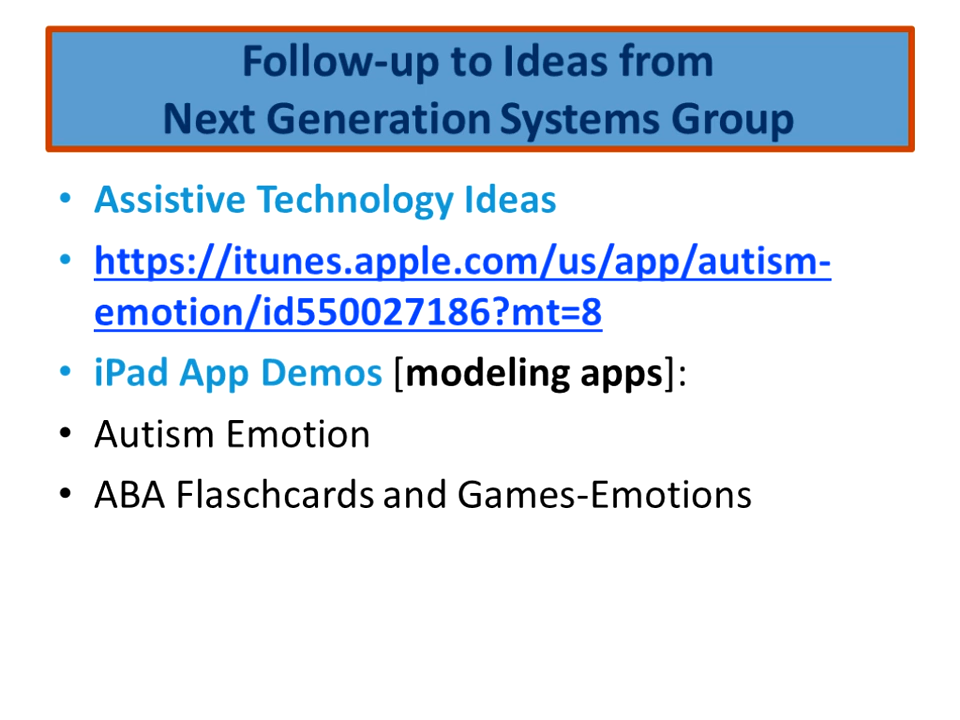 Follow-up to Ideas from
Next Generation Systems Group
• Assistive Technology Ideas
• https://itunes.apple.com/us/app/autism-
emotion/id550027186?mt=8
• iPad App Demos [modeling apps]:
• Autism Emotion
• ABA Flaschcards and Games-Emotions